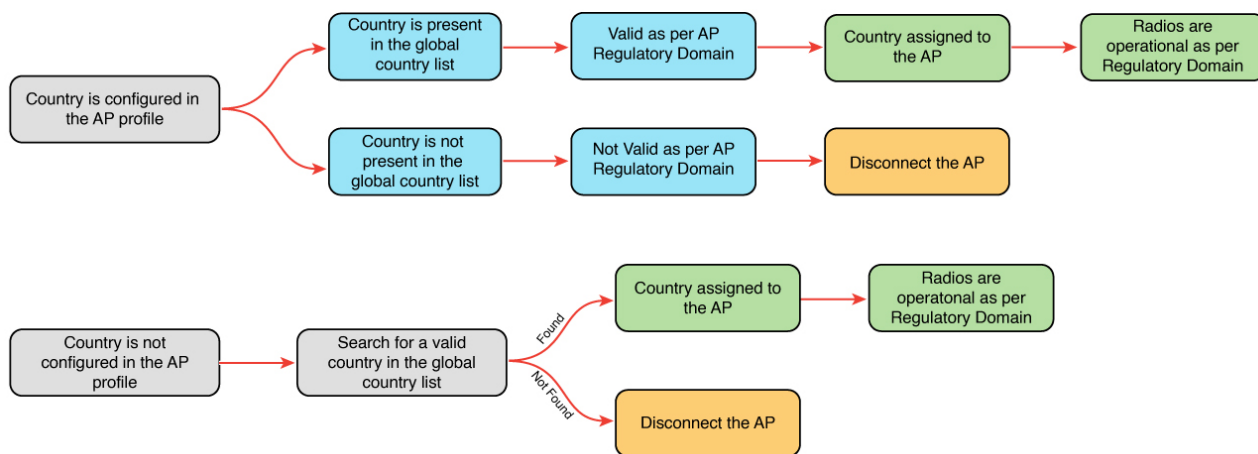 Country is present
in the global
country list
Valid as per AP
Regulatory Domain
Country assigned to
the AP
Radios are
operational as per
Regulatory Domain
Country is configured in
the AP profile
Country is not
present in the
global country list
Not Valid as per AP
Regulatory Domain
Disconnect the AP
Country assigned to
the AP
Radios are
operatonal as per
Regulatory Domain
Found
Country is not
configured in the AP
profile
Search for a valid
country in the global
country list
Not Found
Disconnect the AP